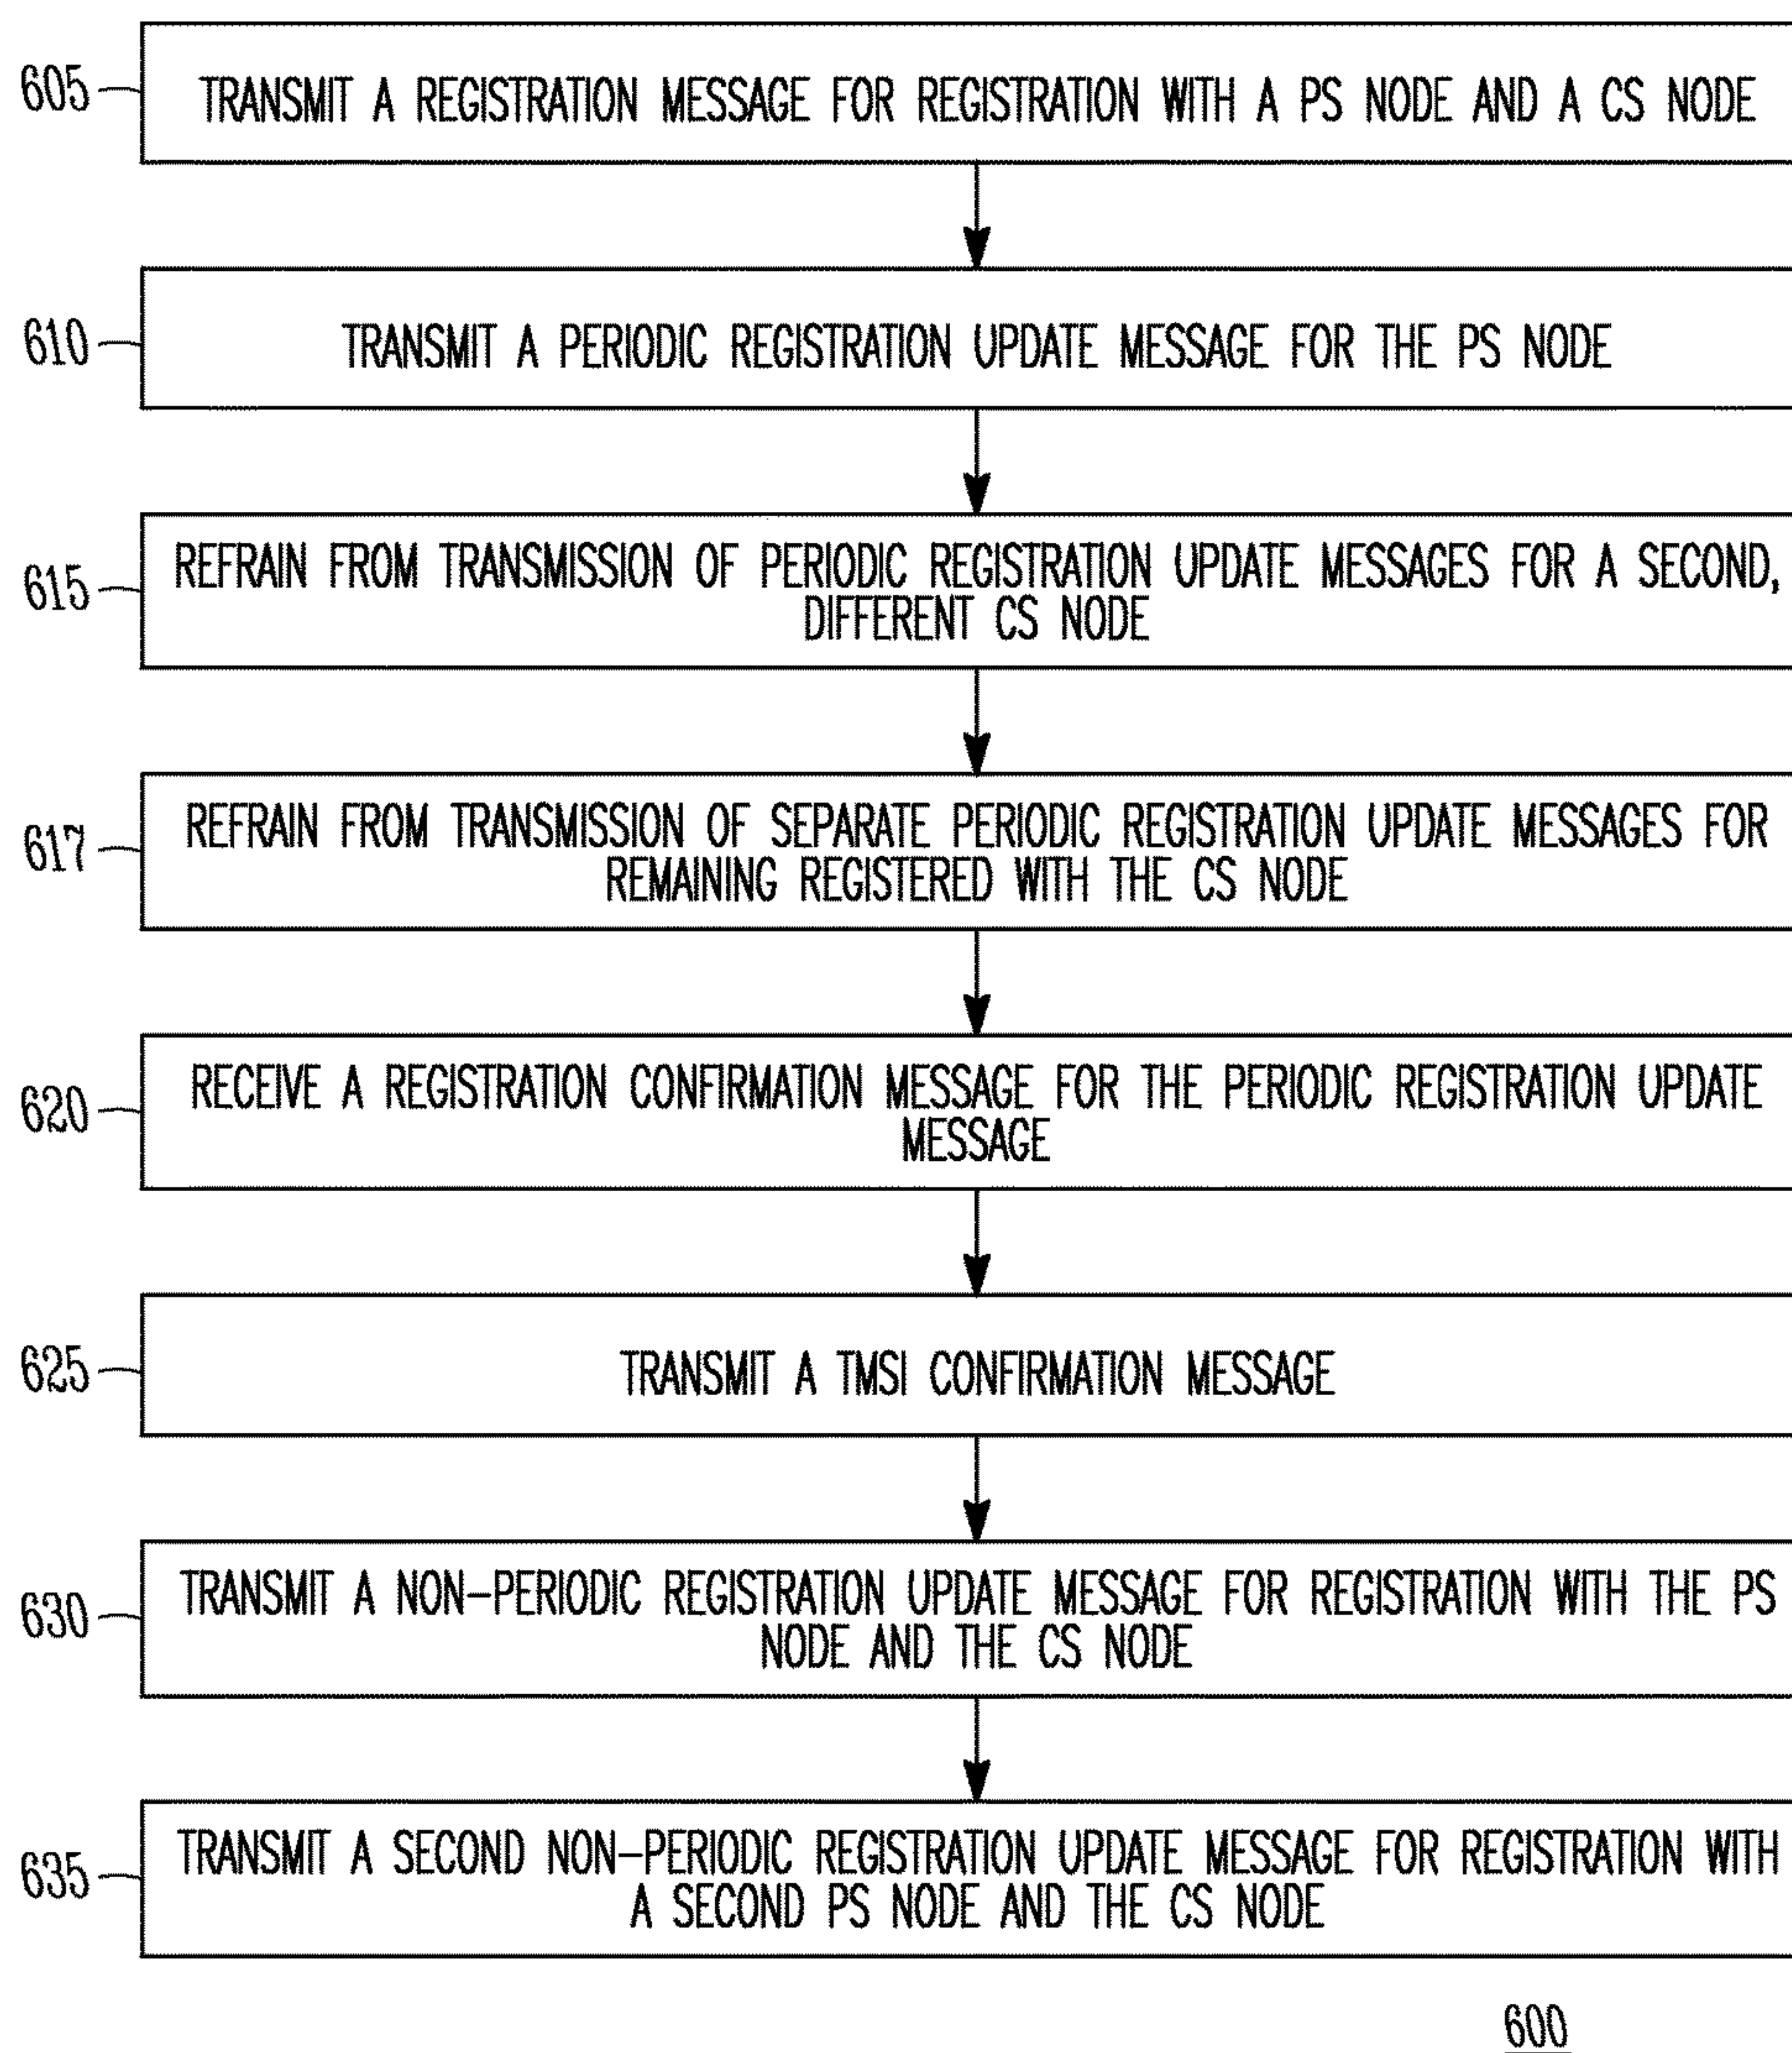 605
TRANSMIT A REGISTRATION MESSAGE FOR REGISTRATION WITH A PS NODE AND A CS NODE
610
TRANSMIT A PERIODIC REGISTRATION UPDATE MESSAGE FOR THE PS NODE
615
REFRAIN FROM TRANSMISSION OF PERIODIC REGISTRATION UPDATE MESSAGES FOR A SECOND,
DIFFERENT CS NODE
617
REFRAIN FROM TRANSMISSION OF SEPARATE PERIODIC REGISTRATION UPDATE MESSAGES FOR
REMAINING REGISTERED WITH THE CS NODE
620
RECEIVE A REGISTRATION CONFIRMATION MESSAGE FOR THE PERIODIC REGISTRATION UPDATE
MESSAGE
625
TRANSMIT A TMSI CONFIRMATION MESSAGE
630
TRANSMIT A NON-PERIODIC REGISTRATION UPDATE MESSAGE FOR REGISTRATION WITH THE PS
NODE AND THE CS NODE
635
TRANSMIT A SECOND NON-PERIODIC REGISTRATION UPDATE MESSAGE FOR REGISTRATION WITH
A SECOND PS NODE AND THE CS NODE
600